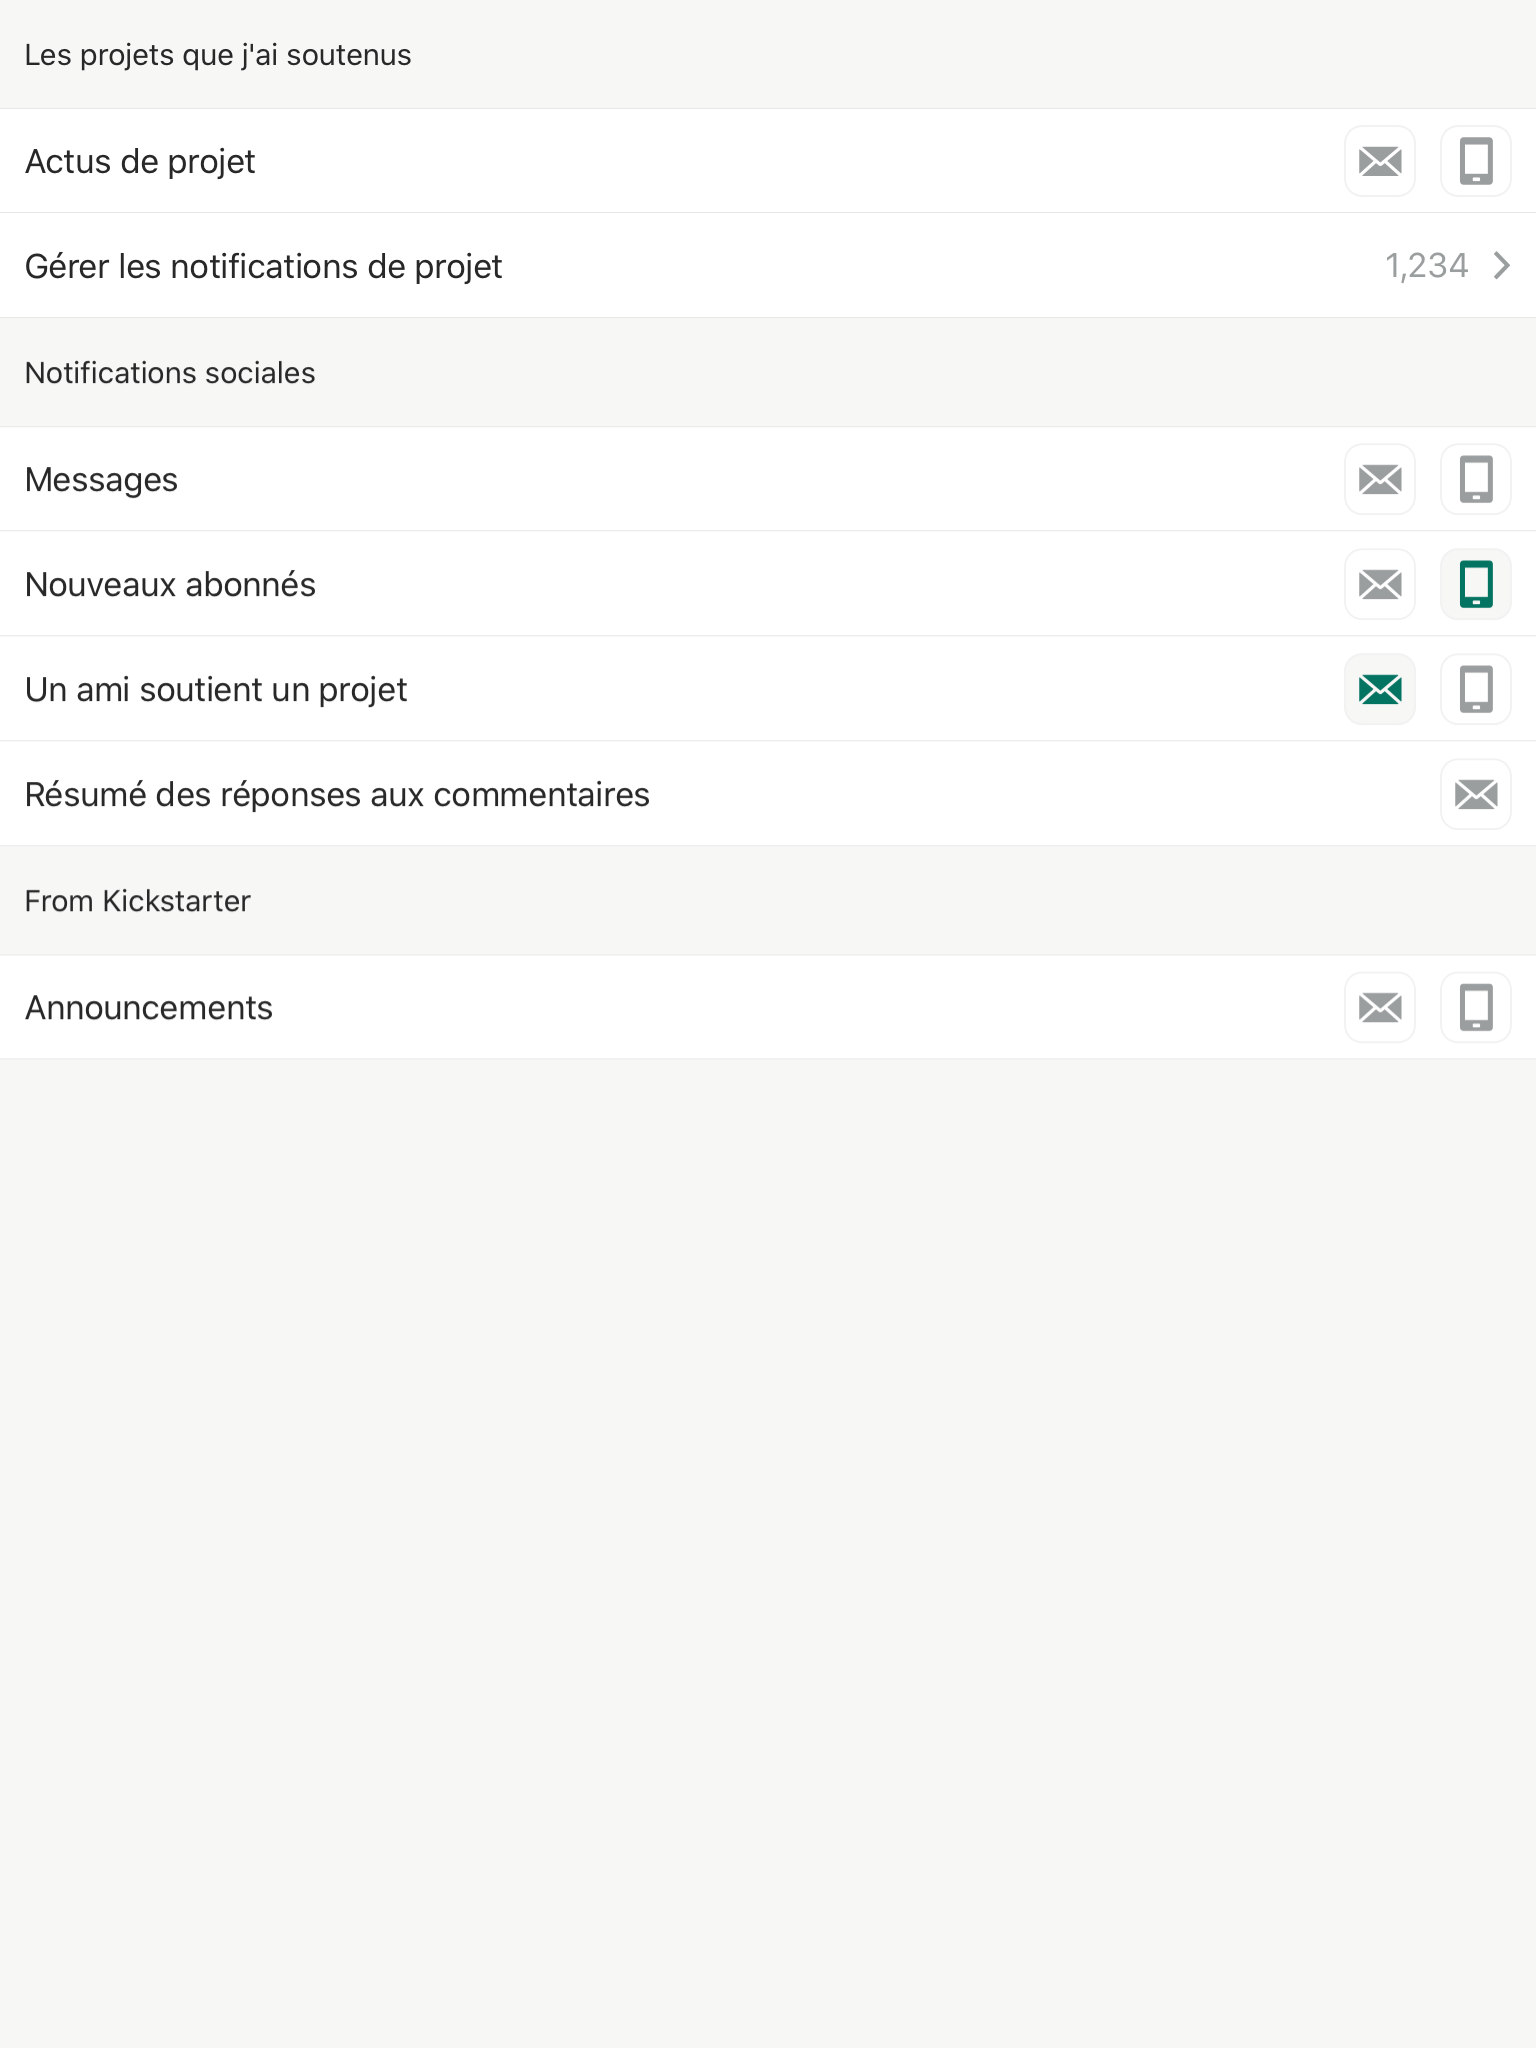 Les projets que j'ai soutenus
Actus de projet
Gérer les notifications de projet 1,234
Notifications sociales
Messages
Nouveaux abonnés
Un ami soutient un projet
Résumé des réponses aux commentaires
From Kickstarter
Announcements